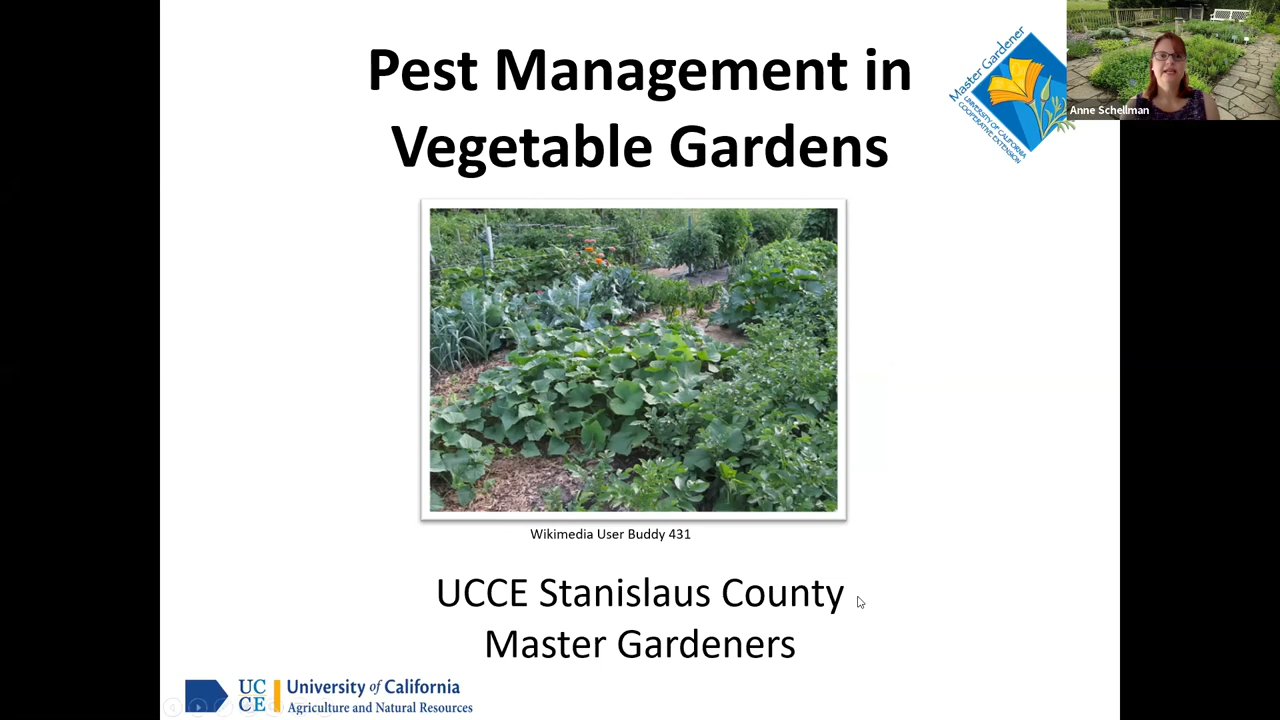 Pest Management in
Vegetable Gardens
Master Gardener
UNIVERSITY OF CALIFORNIA
COOPERATIVE EXTENSION
Anne Schellman
Wikimedia User Buddy 431
UCCE Stanislaus County
Master Gardeners
UC
CE
University of California
Agriculture and Natural Resources